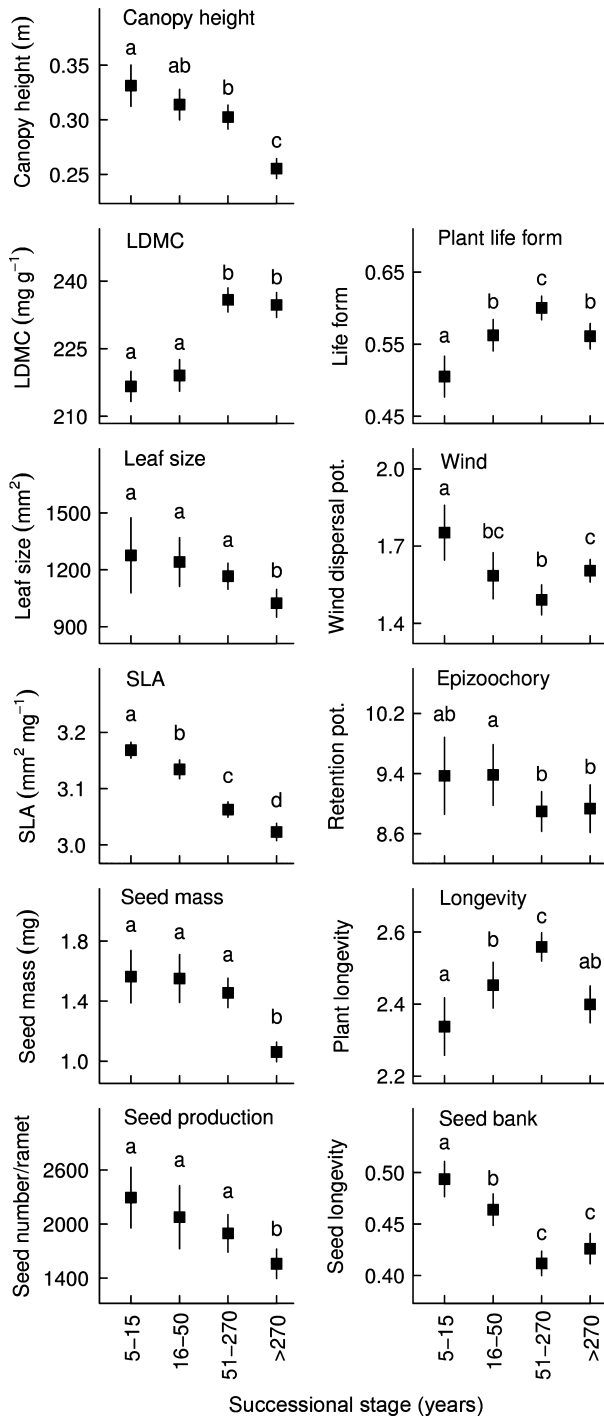 Canopy height
Canopy height (m)
0.35
0.30
0.25
a
ab
b
c
LDMC
LDMC (mg g⁻¹)
240
225
210
a
a
b
b
Plant life form
Life form
0.65
0.55
0.45
a
b
c
b
Leaf size
Leaf size (mm²)
1500
1200
900
a
a
a
b
Wind
Wind dispersal pot.
2.0
1.7
1.4
a
bc
b
c
SLA
SLA (mm² mg⁻¹)
3.2
3.1
3.0
a
b
c
d
Epizoochory
Retention pot.
10.2
9.4
8.6
ab
a
b
b
Seed mass
Seed mass (mg)
1.8
1.4
1.0
a
a
a
b
Longevity
Plant longevity
2.6
2.4
2.2
a
b
c
ab
Seed production
Seed number/ramet
2600
2000
1400
a
a
a
b
5−15
16−50
51−270
>270
Seed bank
Seed longevity
0.50
0.45
0.40
a
b
c
c
5−15
16−50
51−270
>270
Successional stage (years)